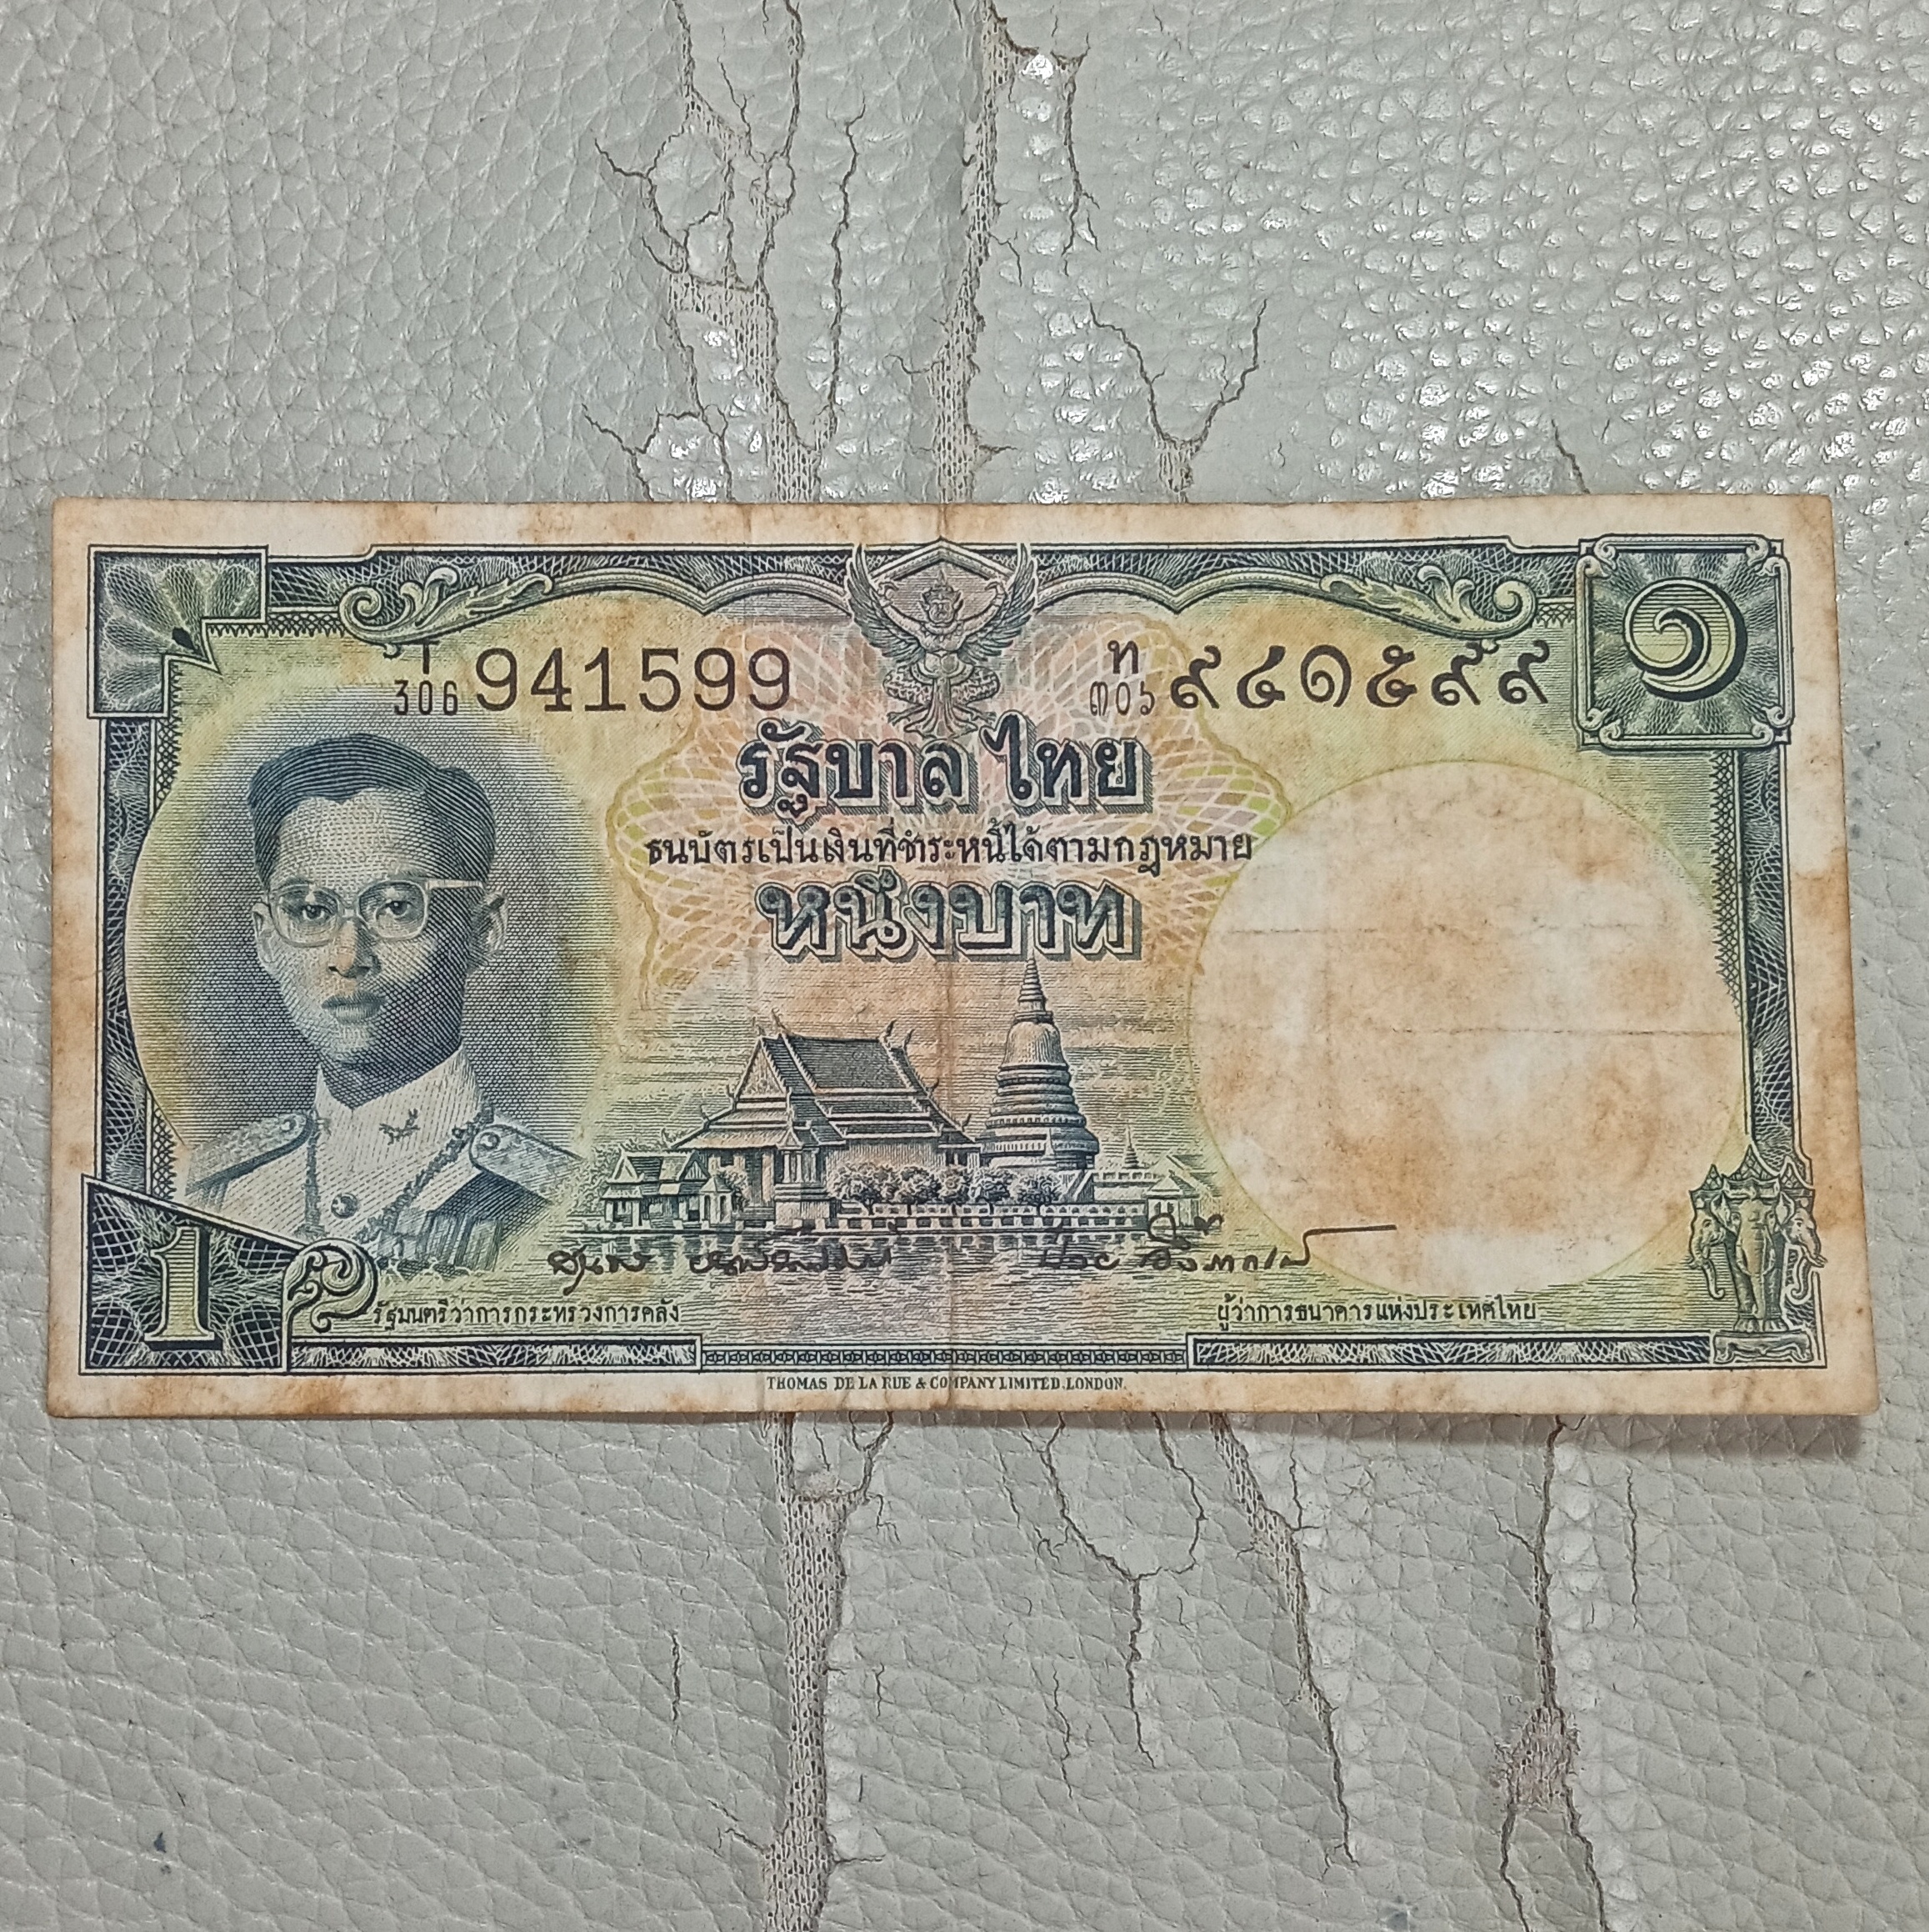 T
306 941599
ท
๓๐๖ ๙๔๑๕๙๙
๑
รัฐบาล ไทย
ธนบัตรเป็นเงินที่ชำระหนี้ได้ตามกฎหมาย
หนึ่งบาท
1
รัฐมนตรีว่าการกระทรวงการคลัง
ผู้ว่าการธนาคารแห่งประเทศไทย
THOMAS DE LA RUE & COMPANY LIMITED. LONDON.